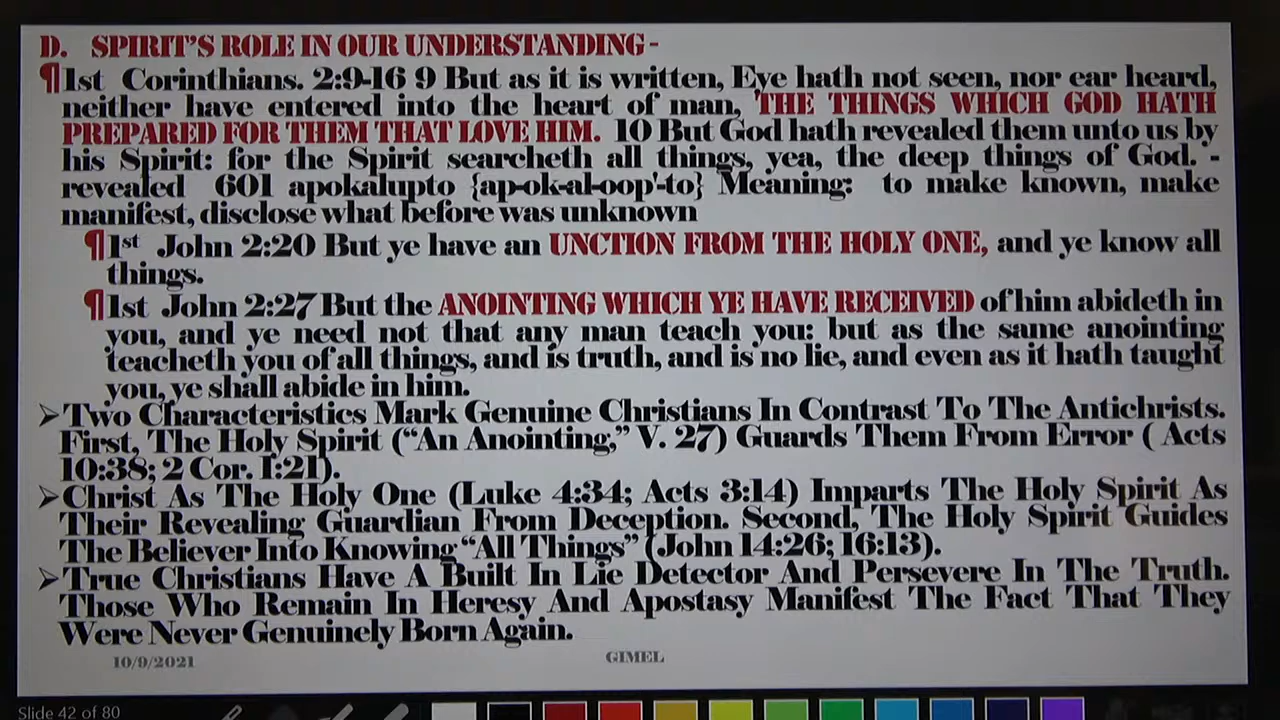 D. SPIRIT'S ROLE IN OUR UNDERSTANDING -
¶1st Corinthians. 2:9-16 9 But as it is written, Eye hath not seen, nor ear heard,
neither have entered into the heart of man, THE THINGS WHICH GOD HATH
PREPARED FOR THEM THAT LOVE HIM. 10 But God hath revealed them unto us by
his Spirit: for the Spirit searcheth all things, yea, the deep things of God. -
revealed 601 apokalupto {ap-ok-al-oop'-to} Meaning: to make known, make
manifest, disclose what before was unknown
¶1st John 2:20 But ye have an UNCTION FROM THE HOLY ONE, and ye know all
things.
¶1st John 2:27 But the ANOINTING WHICH YE HAVE RECEIVED of him abideth in
you, and ye need not that any man teach you: but as the same anointing
teacheth you of all things, and is truth, and is no lie, and even as it hath taught
you, ye shall abide in him.
➢Two Characteristics Mark Genuine Christians In Contrast To The Antichrists.
First, The Holy Spirit (“An Anointing,” V. 27) Guards Them From Error ( Acts
10:38; 2 Cor. 1:21).
➢Christ As The Holy One (Luke 4:34; Acts 3:14) Imparts The Holy Spirit As
Their Revealing Guardian From Deception. Second, The Holy Spirit Guides
The Believer Into Knowing “All Things” (John 14:26; 16:13).
➢True Christians Have A Built In Lie Detector And Persevere In The Truth.
Those Who Remain In Heresy And Apostasy Manifest The Fact That They
Were Never Genuinely Born Again.
10/9/2021
GIMEL
Slide 42 of 80